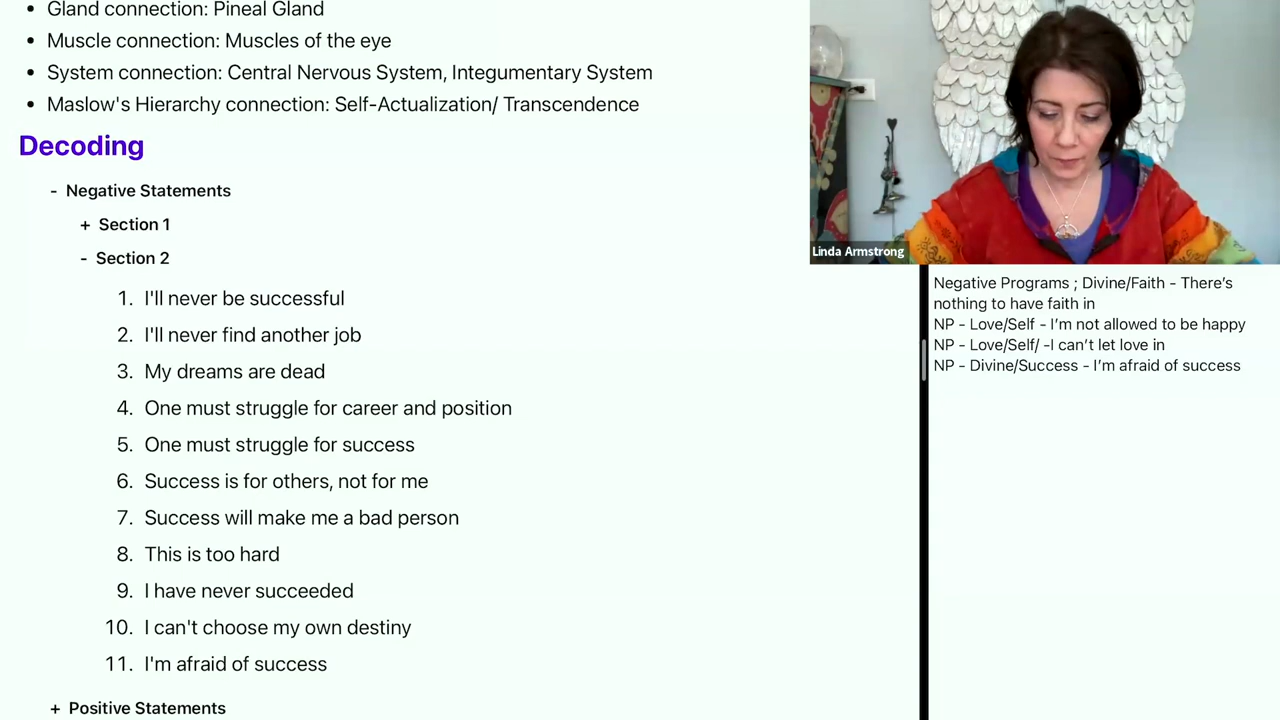 • Gland connection: Pineal Gland
• Muscle connection: Muscles of the eye
• System connection: Central Nervous System, Integumentary System
• Maslow's Hierarchy connection: Self-Actualization/ Transcendence
Decoding
- Negative Statements
+ Section 1
- Section 2
1. I'll never be successful
2. I'll never find another job
3. My dreams are dead
4. One must struggle for career and position
5. One must struggle for success
6. Success is for others, not for me
7. Success will make me a bad person
8. This is too hard
9. I have never succeeded
10. I can't choose my own destiny
11. I'm afraid of success
+ Positive Statements
Linda Armstrong
Negative Programs ; Divine/Faith - There’s
nothing to have faith in
NP - Love/Self - I’m not allowed to be happy
NP - Love/Self/ -I can’t let love in
NP - Divine/Success - I’m afraid of success